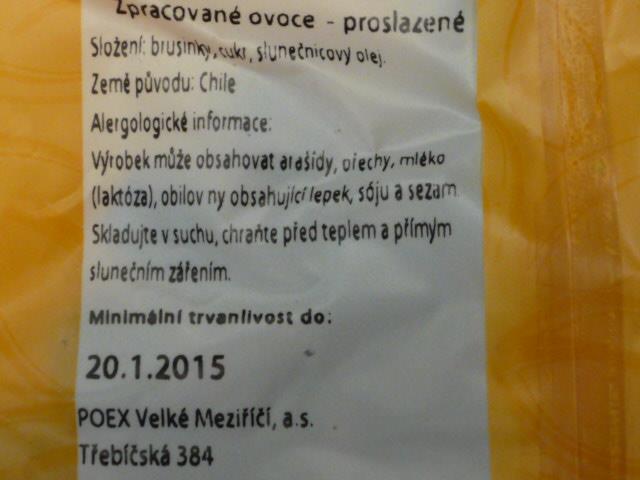 Zpracované ovoce - proslazené
Složení: brusinky, cukr, slunečnicový olej.
Země původu: Chile
Alergologické informace:
Výrobek může obsahovat arašídy, ořechy, mléko
(laktóza), obilov ny obsahující lepek, sóju a sezam.
Skladujte v suchu, chraňte před teplem a přímým
slunečním zářením.
Minimální trvanlivost do:
20.1.2015
POEX Velké Meziříčí, a.s.
Třebíčská 384